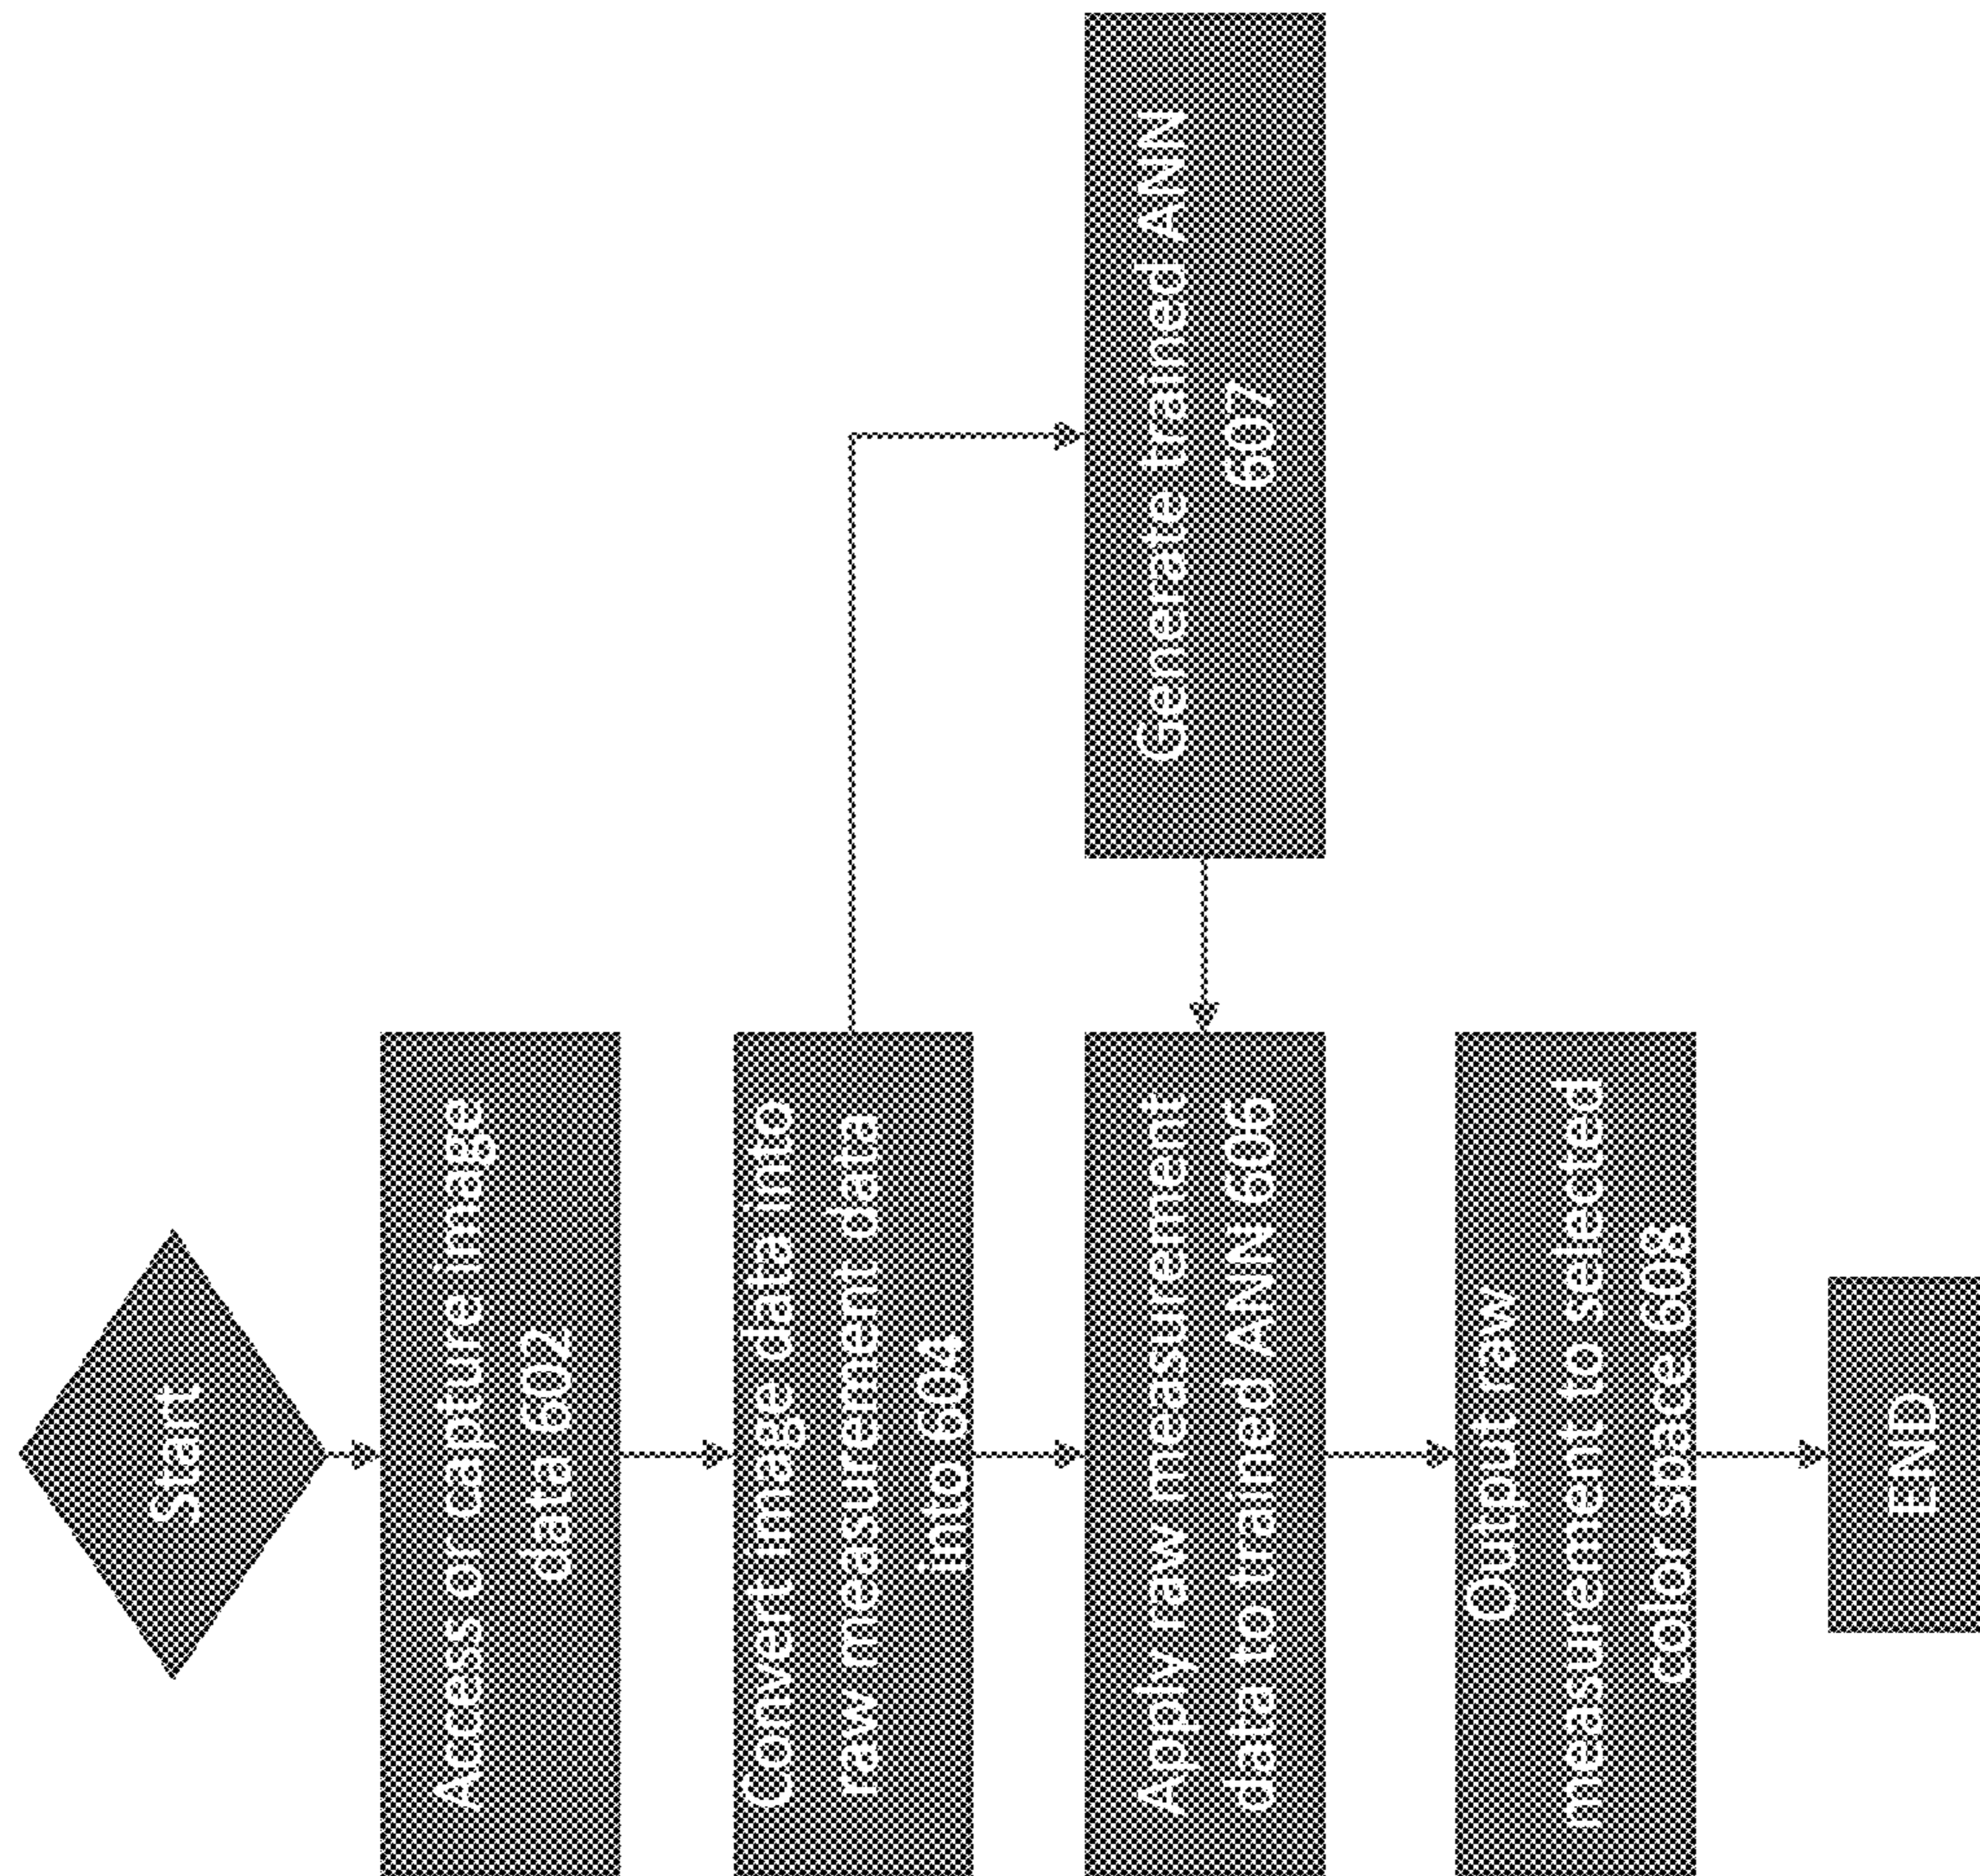 Start
Access or capture image
data 602
Convert image data into
raw measurement data
into 604
Apply raw measurement
data to trained ANN 606
Generate trained ANN
607
Output raw
measurement to selected
color space 608
END